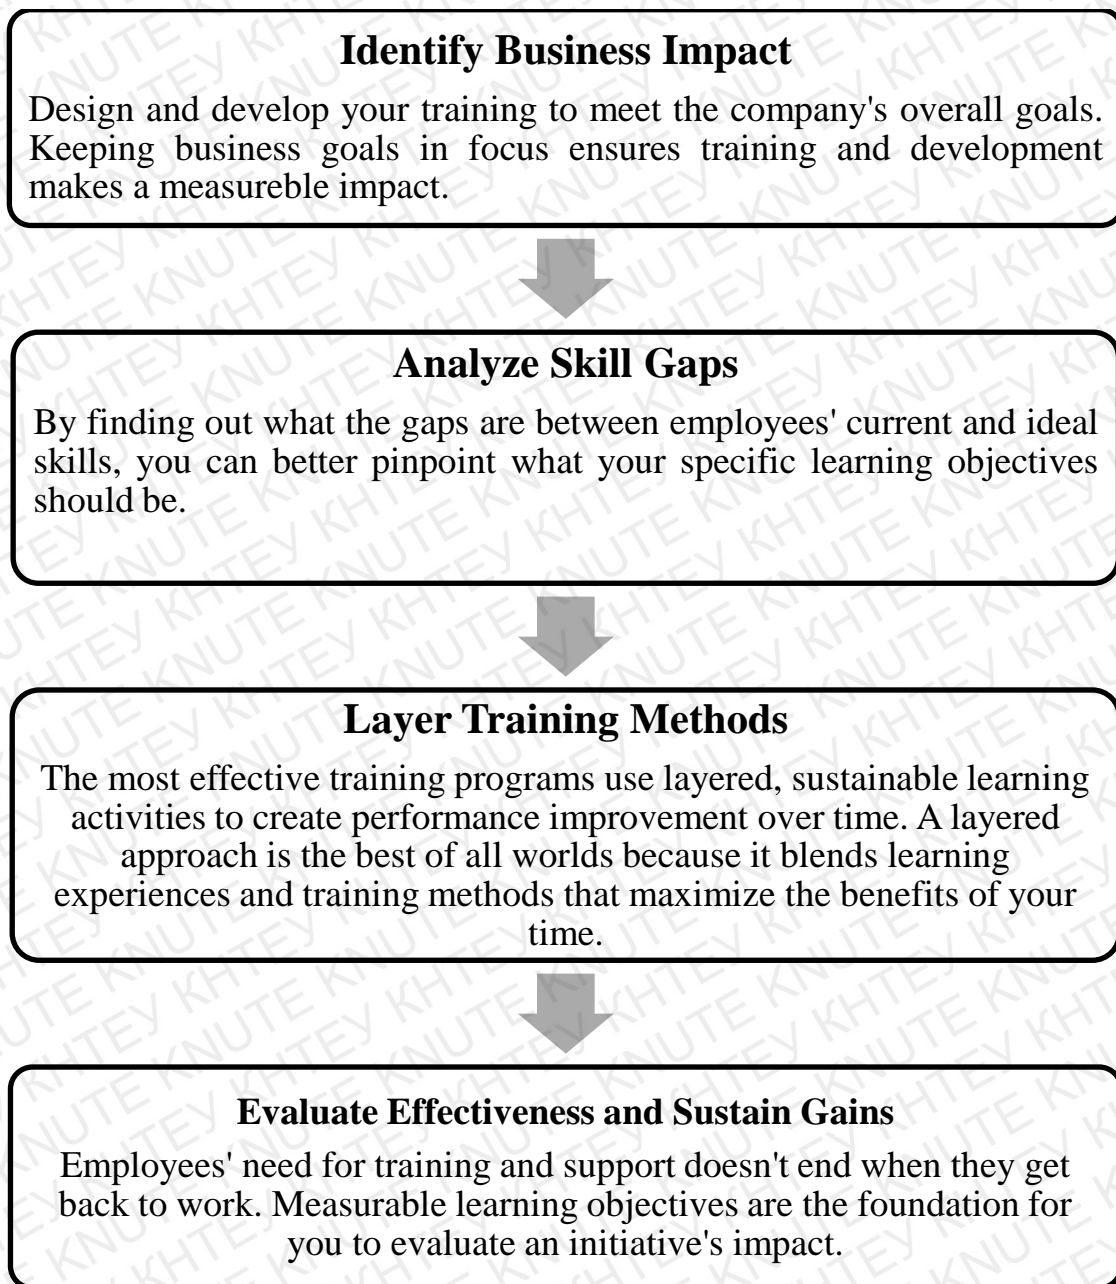 Identify Business Impact
Design and develop your training to meet the company's overall goals.
Keeping business goals in focus ensures training and development
makes a measureble impact.
Analyze Skill Gaps
By finding out what the gaps are between employees' current and ideal
skills, you can better pinpoint what your specific learning objectives
should be.
Layer Training Methods
The most effective training programs use layered, sustainable learning
activities to create performance improvement over time. A layered
approach is the best of all worlds because it blends learning
experiences and training methods that maximize the benefits of your
time.
Evaluate Effectiveness and Sustain Gains
Employees' need for training and support doesn't end when they get
back to work. Measurable learning objectives are the foundation for
you to evaluate an initiative's impact.